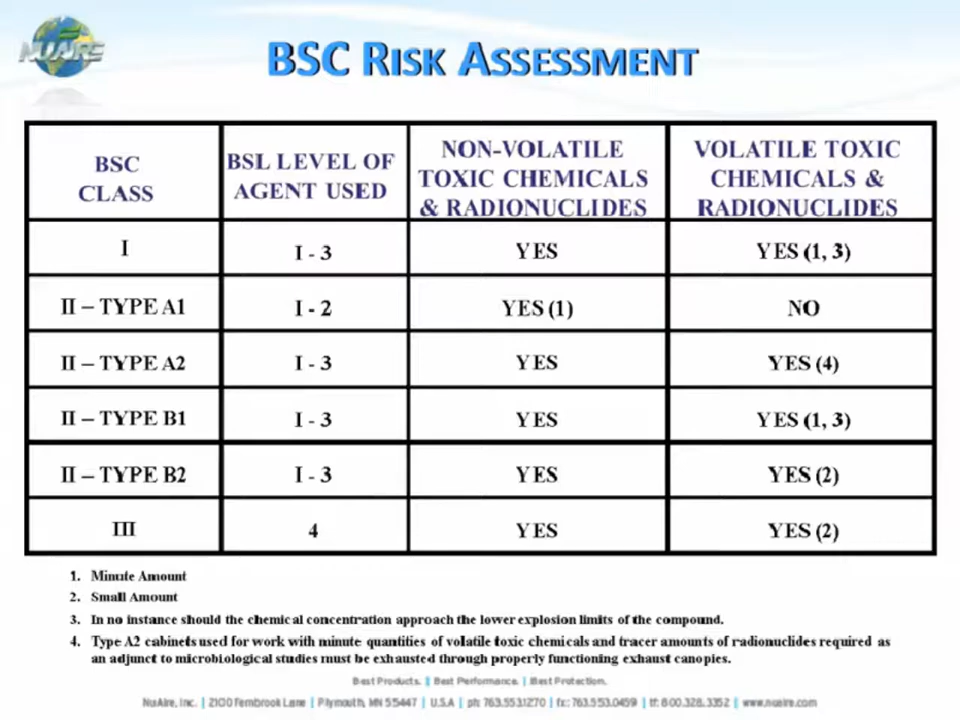 NUAIRE
BSC RISK ASSESSMENT
BSC
CLASS
BSL LEVEL OF
AGENT USED
NON-VOLATILE
TOXIC CHEMICALS
& RADIONUCLIDES
VOLATILE TOXIC
CHEMICALS &
RADIONUCLIDES
I
I - 3
YES
YES (1, 3)
II – TYPE A1
I - 2
YES (1)
NO
II – TYPE A2
I - 3
YES
YES (4)
II – TYPE B1
I - 3
YES
YES (1, 3)
II – TYPE B2
I - 3
YES
YES (2)
III
4
YES
YES (2)
1. Minute Amount
2. Small Amount
3. In no instance should the chemical concentration approach the lower explosion limits of the compound.
4. Type A2 cabinets used for work with minute quantities of volatile toxic chemicals and tracer amounts of radionuclides required as
an adjunct to microbiological studies must be exhausted through properly functioning exhaust canopies.
Best Products. | Best Performance. | Best Protection.
NuAire, Inc. | 2100 Fernbrook Lane | Plymouth, MN 55447 | U.S.A | ph: 763.553.1270 | fx: 763.553.0459 | tf: 800.328.3352 | www.nuaire.com